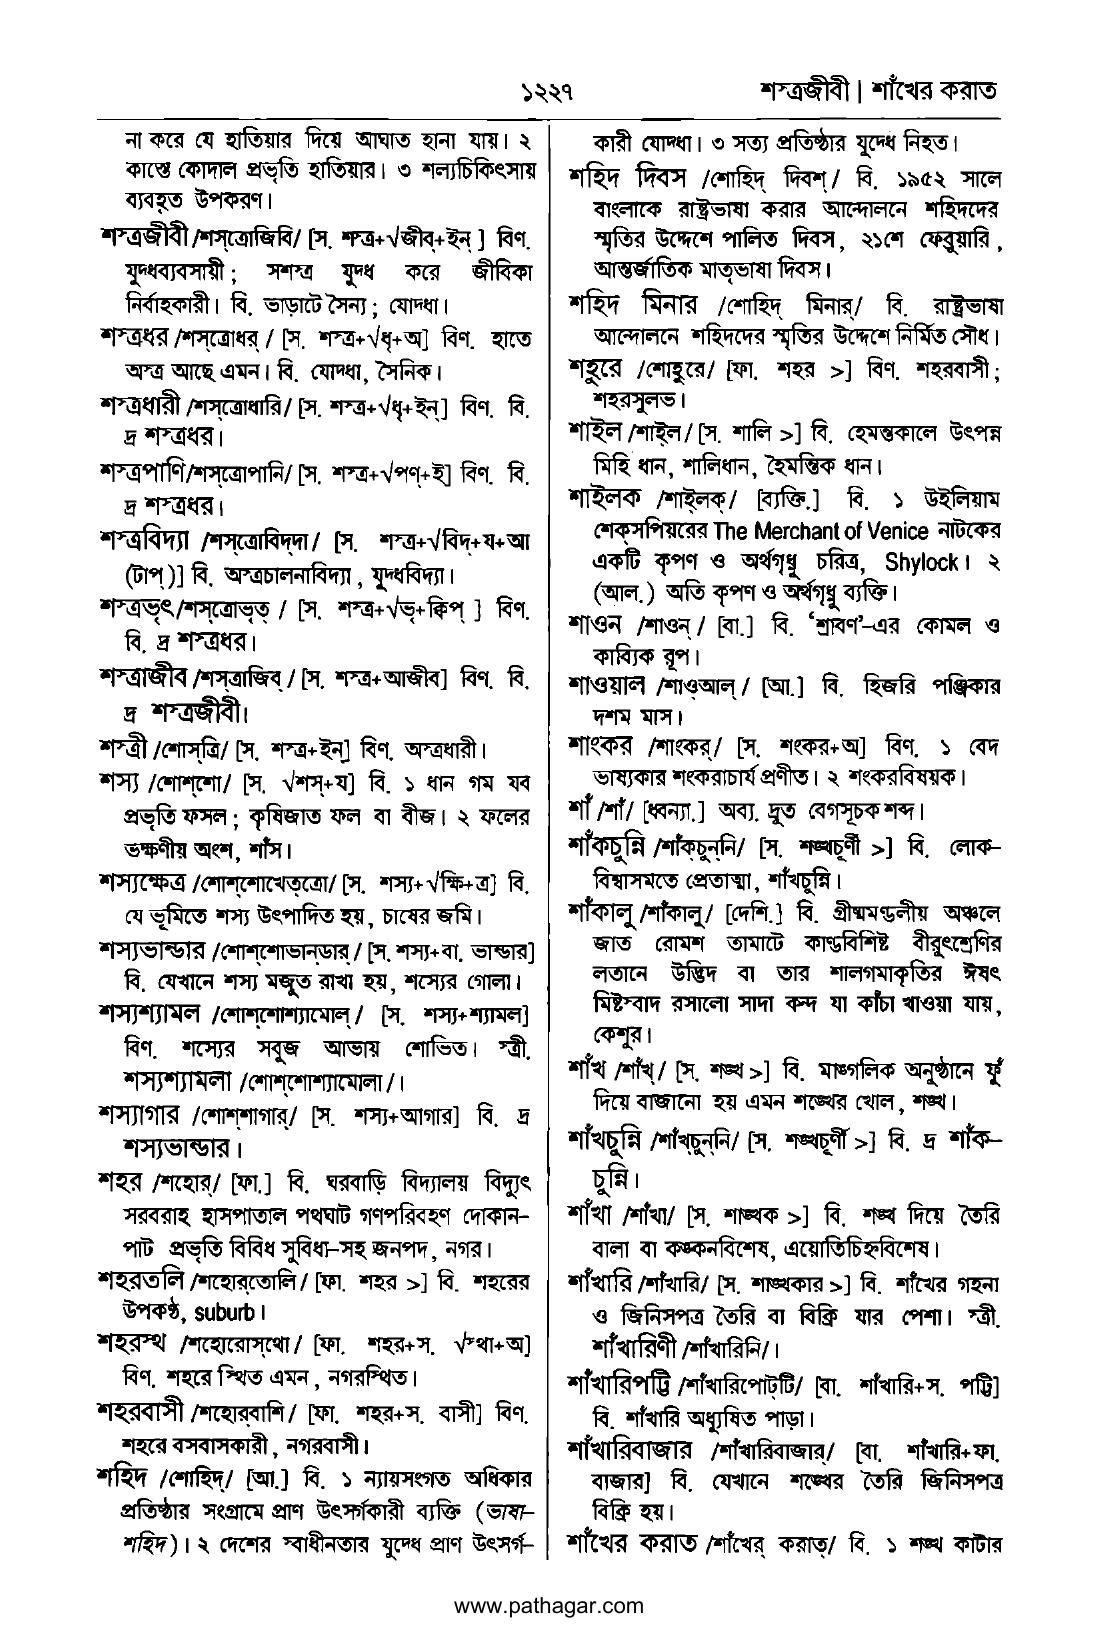 ১২২৭
শস্ত্রজীবী | শাঁখের করাত
না করে যে হাতিয়ার দিয়ে আঘাত হানা যায়। ২
কাস্তে কোদাল প্রভৃতি হাতিয়ার। ৩ শল্যচিকিৎসায়
ব্যবহৃত উপকরণ।
শস্ত্রজীবী /শস্‌ত্রোজিবি/ [স. শস্ত্র+√জীব্‌+ইন্‌ ] বিণ.
যুদ্ধব্যবসায়ী; সশস্ত্র যুদ্ধ করে জীবিকা
নির্বাহকারী। বি. ভাড়াটে সৈন্য; যোদ্ধা।
শস্ত্রধর /শস্‌ত্রোধর্‌ / [স. শস্ত্র+√ধৃ+অ] বিণ. হাতে
অস্ত্র আছে এমন। বি. যোদ্ধা, সৈনিক।
শস্ত্রধারী /শস্‌ত্রোধারি/ [স. শস্ত্র+√ধৃ+ইন্‌] বিণ. বি.
দ্র শস্ত্রধর।
শস্ত্রপাণি /শস্‌ত্রোপানি/ [স. শস্ত্র+√পণ্‌+ই] বিণ. বি.
দ্র শস্ত্রধর।
শস্ত্রবিদ্যা /শস্‌ত্রোবিদ্‌দা/ [স. শস্ত্র+√বিদ্‌+য+আ
(টাপ্‌)] বি. অস্ত্রচালনাবিদ্যা, যুদ্ধবিদ্যা।
শস্ত্রভৃৎ /শস্‌ত্রোভৃত্‌ / [স. শস্ত্র+√ভৃ+ক্বিপ্‌ ] বিণ.
বি. দ্র শস্ত্রধর।
শস্ত্রাজীব /শস্‌ত্রাজিব্‌ / [স. শস্ত্র+আজীব] বিণ. বি.
দ্র শস্ত্রজীবী।
শস্ত্রী /শোস্‌ত্রি/ [স. শস্ত্র+ইন্‌] বিণ. অস্ত্রধারী।
শস্য /শোশ্‌শো/ [স. √শস্‌+য] বি. ১ ধান গম যব
প্রভৃতি ফসল; কৃষিজাত ফল বা বীজ। ২ ফলের
ভক্ষণীয় অংশ, শাঁস।
শস্যক্ষেত্র /শোশ্‌শোখেত্‌ত্রো/ [স. শস্য+√ক্ষি+ত্র] বি.
যে ভূমিতে শস্য উৎপাদিত হয়, চাষের জমি।
শস্যভান্ডার /শোশ্‌শোভান্‌ডার্‌ / [স. শস্য+বা. ভান্ডার]
বি. যেখানে শস্য মজুত রাখা হয়, শস্যের গোলা।
শস্যশ্যামল /শোশ্‌শোশ্শ্যামোল্‌ / [স. শস্য+শ্যামল]
বিণ. শস্যের সবুজ আভায় শোভিত। স্ত্রী.
শস্যশ্যামলা /শোশ্‌শোশ্শ্যামোলা/।
শস্যাগার /শোশ্‌শাগার্‌/ [স. শস্য+আগার] বি. দ্র
শস্যভান্ডার।
শহর /শহোর্‌/ [ফা.] বি. ঘরবাড়ি বিদ্যালয় বিদ্যুৎ
সরবরাহ হাসপাতাল পথঘাট গণপরিবহণ দোকান-
পাট প্রভৃতি বিবিধ সুবিধা-সহ জনপদ, নগর।
শহরতলি /শহোর্‌তোলি/ [ফা. শহর >] বি. শহরের
উপকণ্ঠ, suburb।
শহরস্থ /শহোরোস্‌থো/ [ফা. শহর+স. √স্থা+অ]
বিণ. শহরে স্থিত এমন, নগরস্থিত।
শহরবাসী /শহোর্‌বাশি/ [ফা. শহর+স. বাসী] বিণ.
শহরে বসবাসকারী, নগরবাসী।
শহিদ /শোহিদ্‌/ [আ.] বি. ১ ন্যায়সংগত অধিকার
প্রতিষ্ঠার সংগ্রামে প্রাণ উৎসর্গকারী ব্যক্তি (ভাষা-
শহিদ)। ২ দেশের স্বাধীনতার যুদ্ধে প্রাণ উৎসর্গ-
কারী যোদ্ধা। ৩ সত্য প্রতিষ্ঠার যুদ্ধে নিহত।
শহিদ দিবস /শোহিদ্‌ দিবশ্‌/ বি. ১৯৫২ সালে
বাংলাকে রাষ্ট্রভাষা করার আন্দোলনে শহিদদের
স্মৃতির উদ্দেশে পালিত দিবস, ২১শে ফেব্রুয়ারি,
আন্তর্জাতিক মাতৃভাষা দিবস।
শহিদ মিনার /শোহিদ্‌ মিনার্‌/ বি. রাষ্ট্রভাষা
আন্দোলনে শহিদদের স্মৃতির উদ্দেশে নির্মিত সৌধ।
শহুরে /শোহুরে/ [ফা. শহর >] বিণ. শহরবাসী;
শহরসুলভ।
শাইল /শাই্‌ল/ [স. শালি >] বি. হেমন্তকালে উৎপন্ন
মিহি ধান, শালিধান, হৈমন্তিক ধান।
শাইলক /শাই্‌লক্‌/ [ব্যক্তি.] বি. ১ উইলিয়াম
শেক্‌সপিয়রের The Merchant of Venice নাটকের
একটি কৃপণ ও অর্থগৃধ্নু চরিত্র, Shylock। ২
(আল.) অতি কৃপণ ও অর্থগৃধ্নু ব্যক্তি।
শাওন /শাওন্‌ / [বা.] বি. ‘শ্রাবণ’-এর কোমল ও
কাব্যিক রূপ।
শাওয়াল /শাও্‌আল্‌ / [আ.] বি. হিজরি পঞ্জিকার
দশম মাস।
শাংকর /শাংকর্‌/ [স. শংকর+অ] বিণ. ১ বেদ
ভাষ্যকার শংকরাচার্য প্রণীত। ২ শংকরবিষয়ক।
শাঁ /শাঁ/ [ধ্বন্যা.] অব্য. দ্রুত বেগসূচক শব্দ।
শাঁকচুন্নি /শাঁক্‌চুন্‌নি/ [স. শঙ্খচূর্ণী >] বি. লোক-
বিশ্বাসমতে প্রেতাত্মা, শাঁখচুন্নি।
শাঁকালু /শাঁকালু/ [দেশি.] বি. গ্রীষ্মমণ্ডলীয় অঞ্চলে
জাত রোমশ তামাটে কাণ্ডবিশিষ্ট বীরুৎশ্রেণির
লতানে উদ্ভিদ বা তার শালগমাকৃতির ঈষৎ
মিষ্টস্বাদ রসালো সাদা কন্দ যা কাঁচা খাওয়া যায়,
কেশুর।
শাঁখ /শাঁখ্‌/ [স. শঙ্খ >] বি. মাঙ্গলিক অনুষ্ঠানে ফুঁ
দিয়ে বাজানো হয় এমন শঙ্খের খোল, শঙ্খ।
শাঁখচুন্নি /শাঁখ্‌চুন্‌নি/ [স. শঙ্খচূর্ণী >] বি. দ্র শাঁক-
চুন্নি।
শাঁখা /শাঁখা/ [স. শাঙ্খক >] বি. শঙ্খ দিয়ে তৈরি
বালা বা কঙ্কনবিশেষ, এয়োতিচিহ্নবিশেষ।
শাঁখারি /শাঁখারি/ [স. শাঙ্খকার >] বি. শাঁখের গহনা
ও জিনিসপত্র তৈরি বা বিক্রি যার পেশা। স্ত্রী.
শাঁখারিণী /শাঁখারিনি/।
শাঁখারিপট্টি /শাঁখারিপোট্‌টি/ [বা. শাঁখারি+স. পট্টি]
বি. শাঁখারি অধ্যুষিত পাড়া।
শাঁখারিবাজার /শাঁখারিবাজার্‌/ [বা. শাঁখারি+ফা.
বাজার] বি. যেখানে শঙ্খের তৈরি জিনিসপত্র
বিক্রি হয়।
শাঁখের করাত /শাঁখের্‌ করাত্‌/ বি. ১ শঙ্খ কাটার
www.pathagar.com